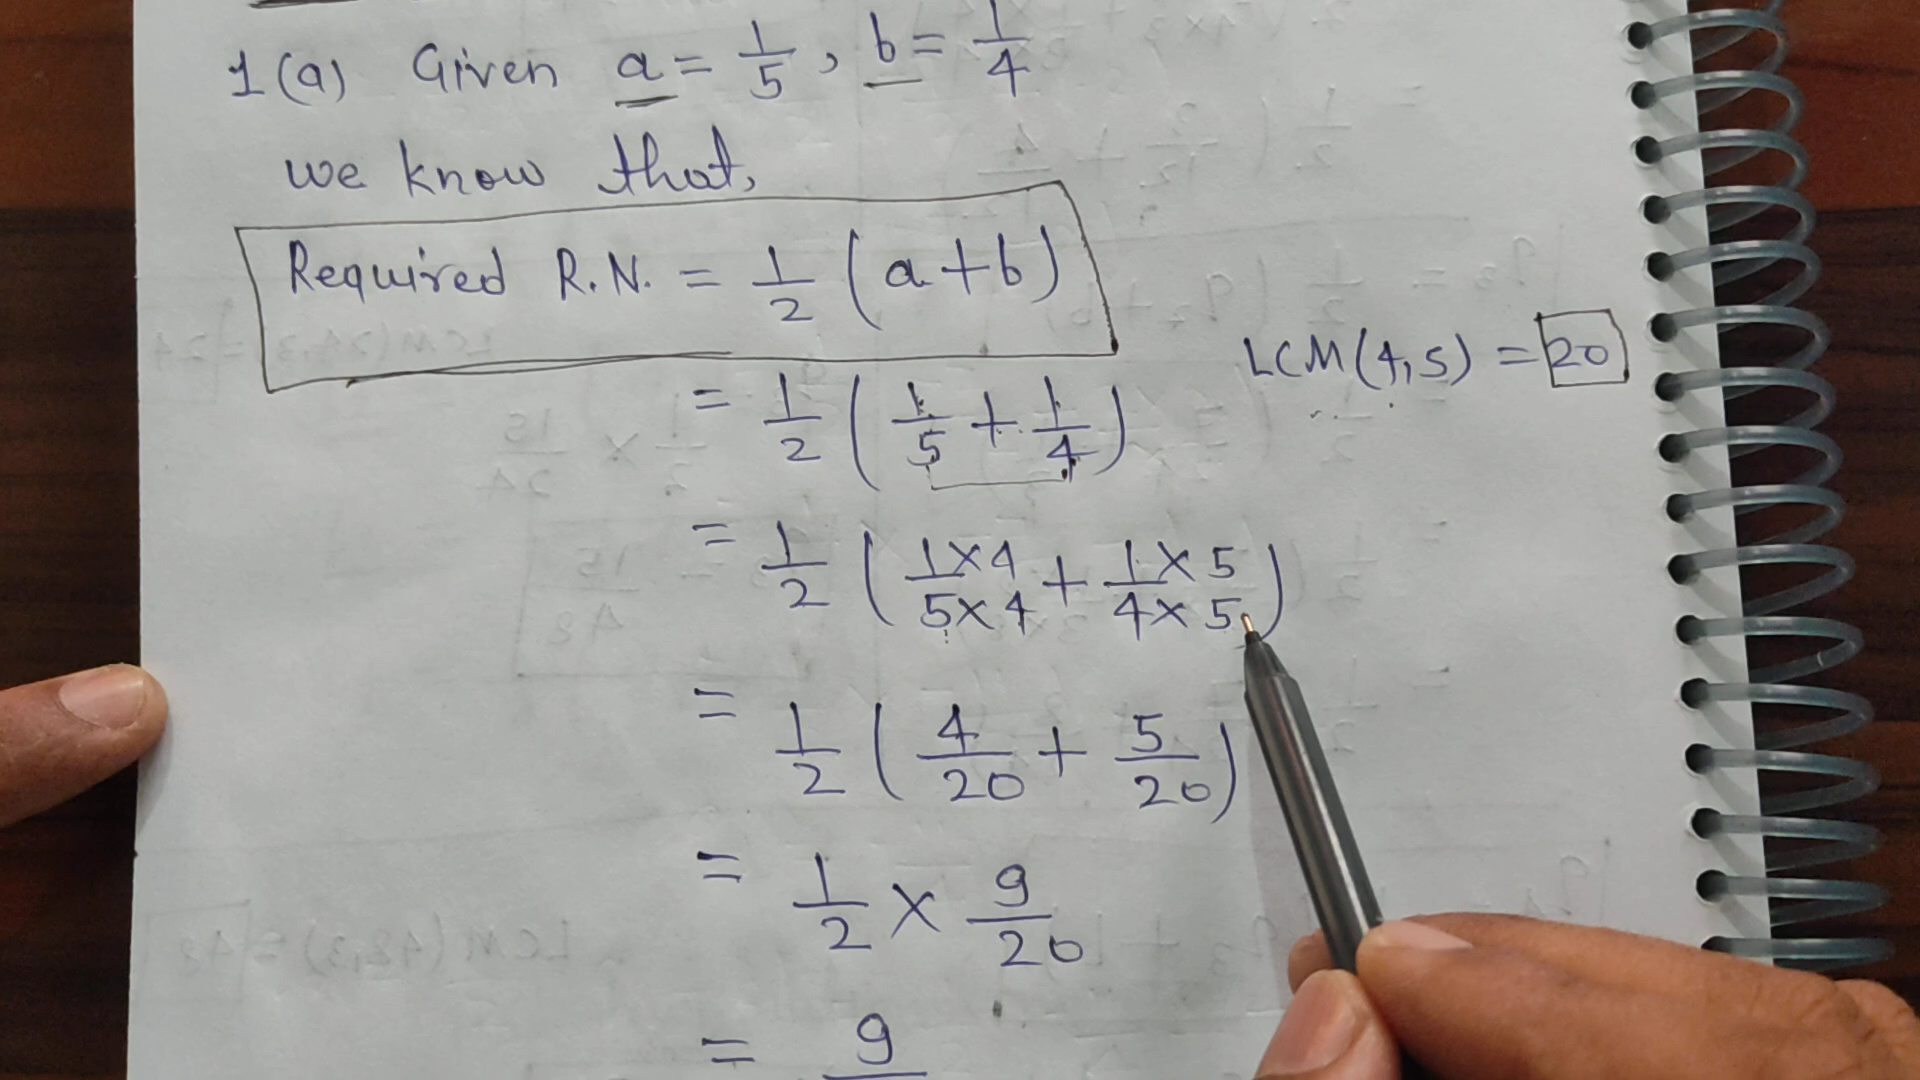 1(a) Given a = 1/5, b = 1/4
we know that,
Required R.N. = 1/2 (a+b)
LCM(4,5) = 20
= 1/2 (1/5 + 1/4)
= 1/2 (1×4/5×4 + 1×5/4×5)
= 1/2 (4/20 + 5/20)
= 1/2 × 9/20
= 9